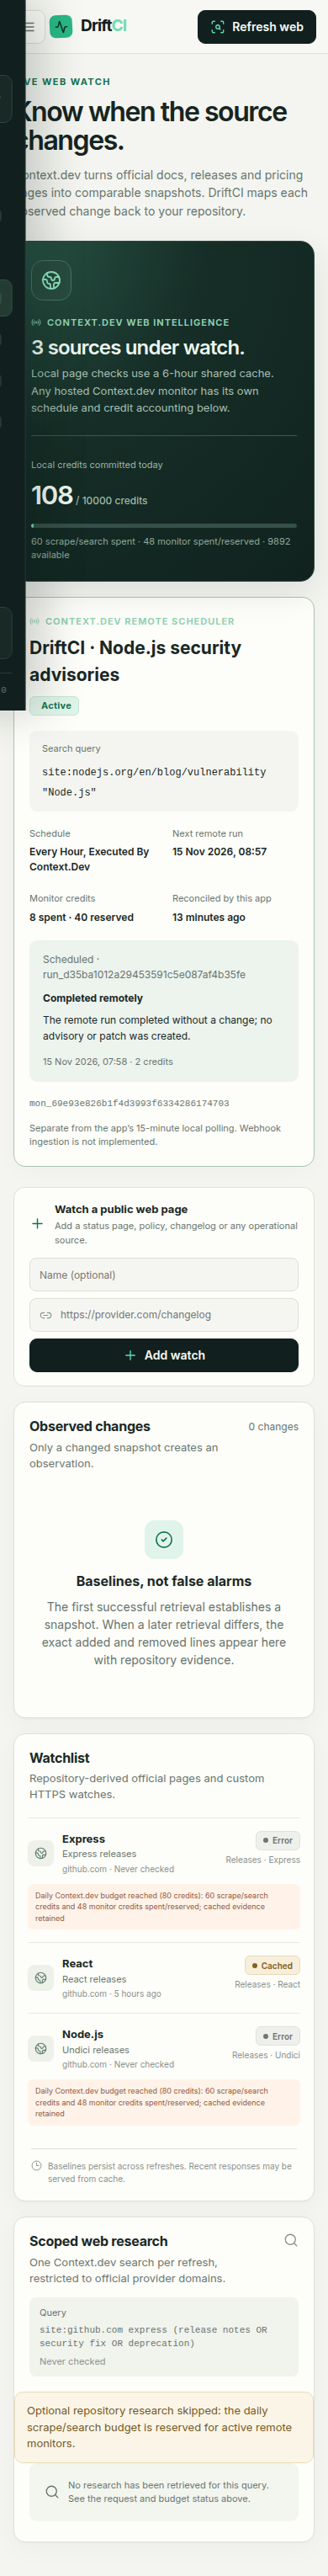 DriftCI
Refresh web
VE WEB WATCH
Know when the source
changes.
ontext.dev turns official docs, releases and pricing
ges into comparable snapshots. DriftCI maps each
served change back to your repository.
CONTEXT.DEV WEB INTELLIGENCE
3 sources under watch.
Local page checks use a 6-hour shared cache.
Any hosted Context.dev monitor has its own
schedule and credit accounting below.
Local credits committed today
108 / 10000 credits
60 scrape/search spent · 48 monitor spent/reserved · 9892
available
CONTEXT.DEV REMOTE SCHEDULER
DriftCI · Node.js security
advisories
0
Active
Search query
site:nodejs.org/en/blog/vulnerability
"Node.js"
Schedule
Every Hour, Executed By
Context.Dev
Next remote run
15 Nov 2026, 08:57
Monitor credits
8 spent · 40 reserved
Reconciled by this app
13 minutes ago
Scheduled ·
run_d35ba1012a29453591c5e087af4b35fe
Completed remotely
The remote run completed without a change; no
advisory or patch was created.
15 Nov 2026, 07:58 · 2 credits
mon_69e93e826b1f4d3993f6334286174703
Separate from the app's 15-minute local polling. Webhook
ingestion is not implemented.
Watch a public web page
Add a status page, policy, changelog or any operational
source.
Name (optional)
https://provider.com/changelog
Add watch
Observed changes
0 changes
Only a changed snapshot creates an
observation.
Baselines, not false alarms
The first successful retrieval establishes a
snapshot. When a later retrieval differs, the
exact added and removed lines appear here
with repository evidence.
Watchlist
Repository-derived official pages and custom
HTTPS watches.
Express
Express releases
github.com · Never checked
Error
Releases · Express
Daily Context.dev budget reached (80 credits): 60 scrape/search
credits and 48 monitor credits spent/reserved; cached evidence
retained
React
React releases
github.com · 5 hours ago
Cached
Releases · React
Node.js
Undici releases
github.com · Never checked
Error
Releases · Undici
Daily Context.dev budget reached (80 credits): 60 scrape/search
credits and 48 monitor credits spent/reserved; cached evidence
retained
Baselines persist across refreshes. Recent responses may be
served from cache.
Scoped web research
One Context.dev search per refresh,
restricted to official provider domains.
Query
site:github.com express (release notes OR
security fix OR deprecation)
Never checked
Optional repository research skipped: the daily
scrape/search budget is reserved for active remote
monitors.
No research has been retrieved for this query.
See the request and budget status above.